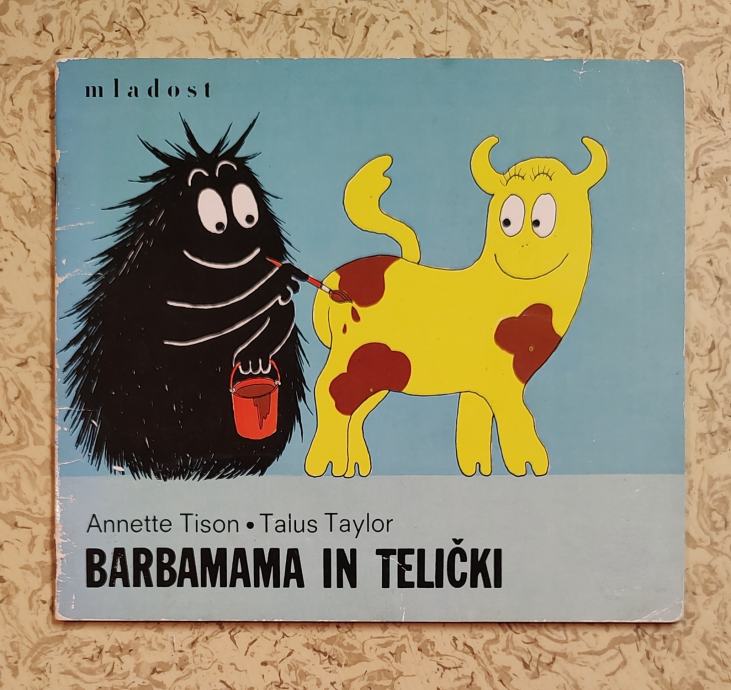 mladost
Annette Tison • Talus Taylor
BARBAMAMA IN TELIČKI